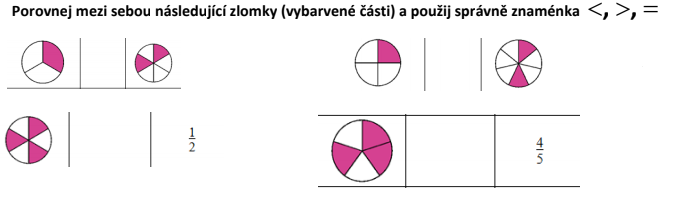 Porovnej mezi sebou následující zlomky (vybarvené části) a použij správně znaménka <, >, =
1/2
4/5